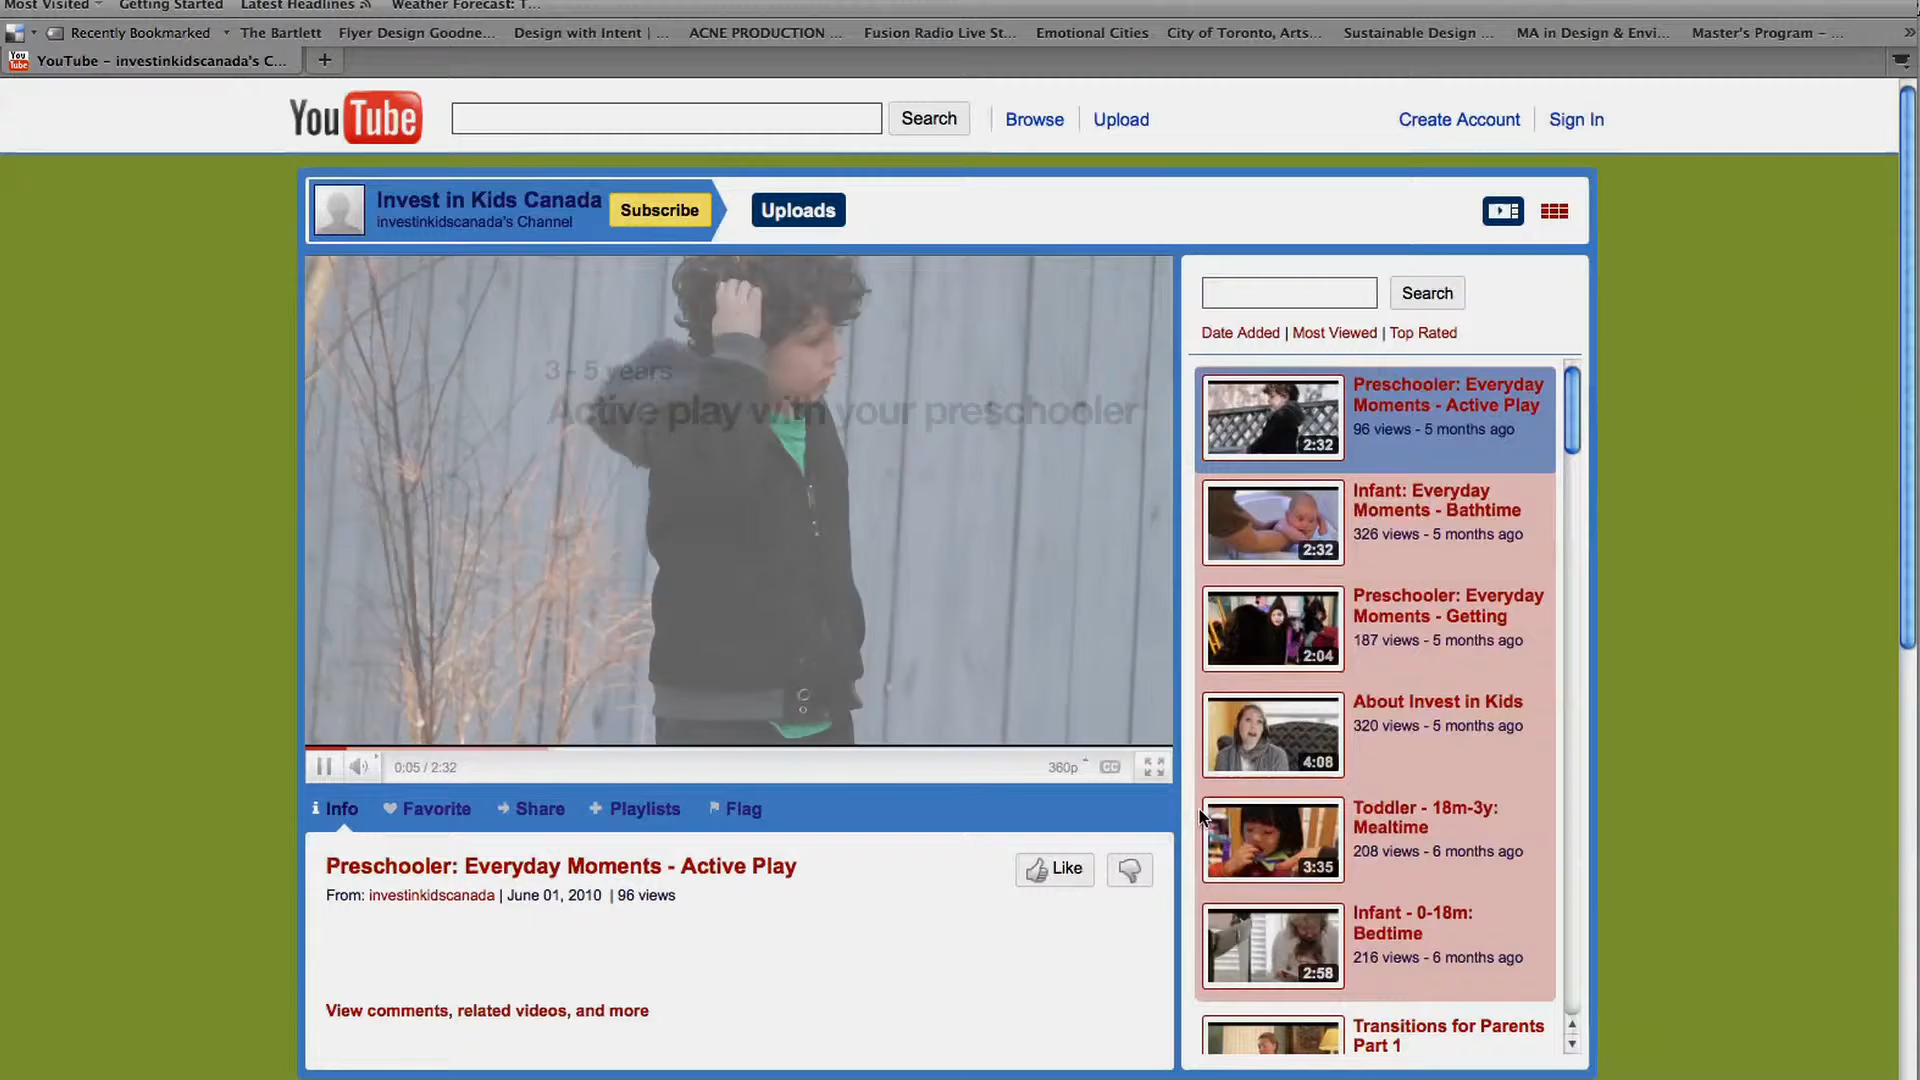 Most Visited Getting Started Latest Headlines Weather Forecast: T...
Recently Bookmarked The Bartlett Flyer Design Goodne... Design with Intent | ... ACNE PRODUCTION ... Fusion Radio Live St... Emotional Cities City of Toronto, Arts... Sustainable Design ... MA in Design & Envi... Master's Program – ...
You Tube YouTube – investinkidscanada's C... +
YouTube Search Browse Upload Create Account Sign In
Invest in Kids Canada
investinkidscanada's Channel
Subscribe
Uploads
3 - 5 years
Active play with your preschooler
0:05 / 2:32 360p CC
Info Favorite Share Playlists Flag
Preschooler: Everyday Moments - Active Play
Like
From: investinkidscanada | June 01, 2010 | 96 views
View comments, related videos, and more
Search
Date Added | Most Viewed | Top Rated
Preschooler: Everyday
Moments - Active Play
96 views - 5 months ago
2:32
Infant: Everyday
Moments - Bathtime
326 views - 5 months ago
2:32
Preschooler: Everyday
Moments - Getting
187 views - 5 months ago
2:04
About Invest in Kids
320 views - 5 months ago
4:08
Toddler - 18m-3y:
Mealtime
208 views - 6 months ago
3:35
Infant - 0-18m:
Bedtime
216 views - 6 months ago
2:58
Transitions for Parents
Part 1